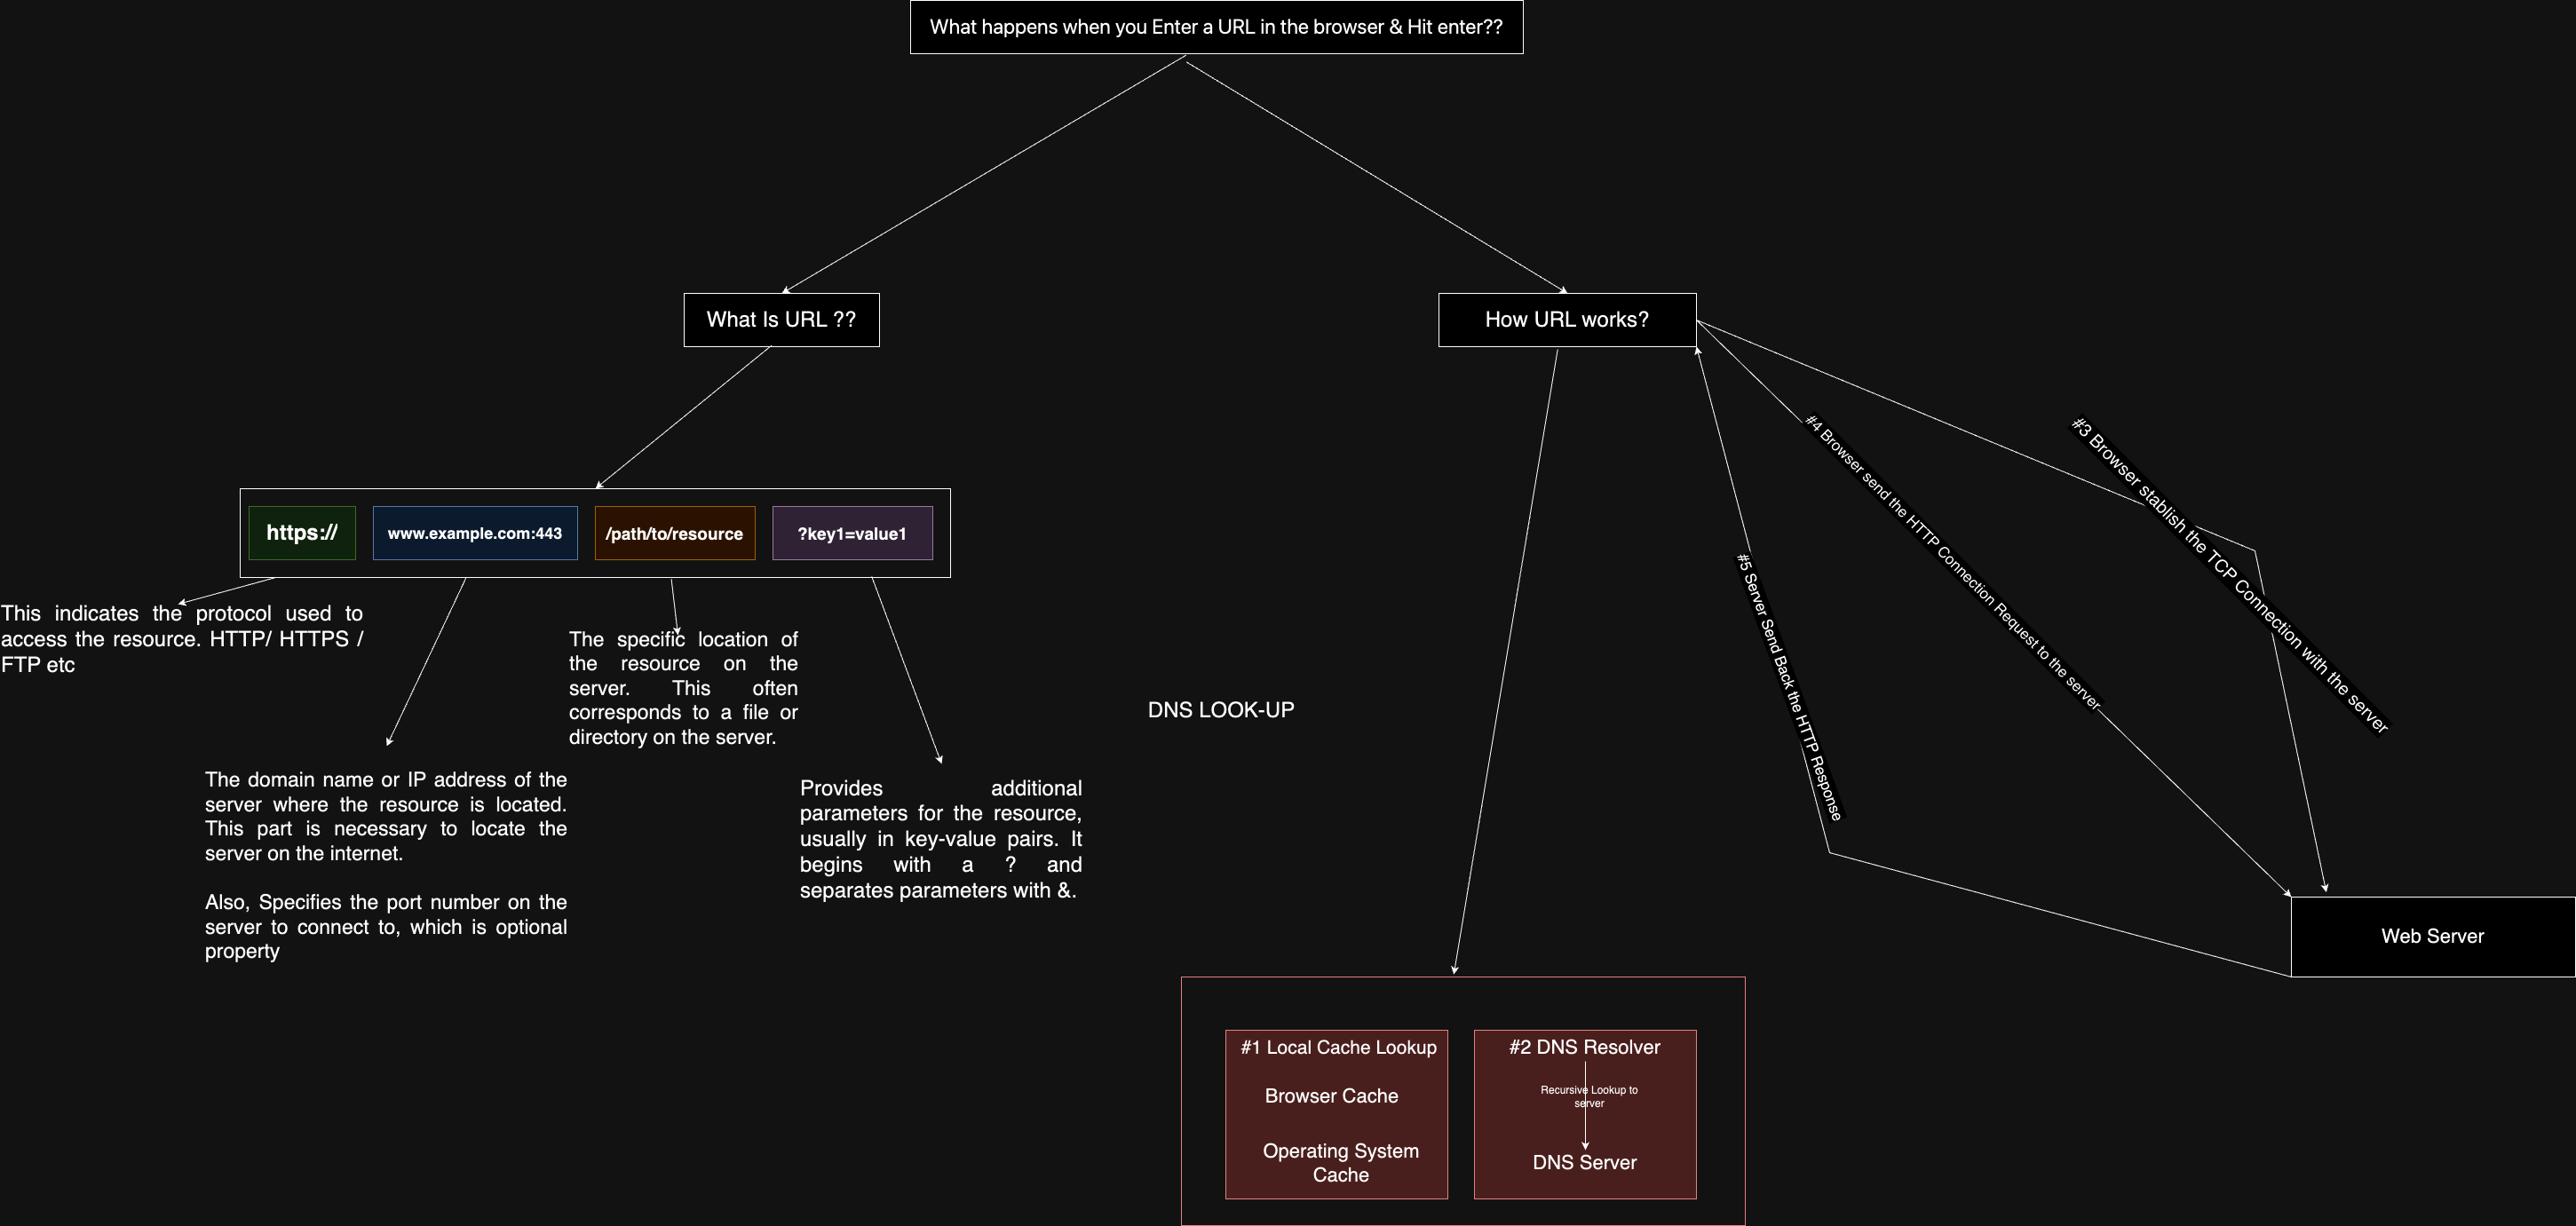 What happens when you Enter a URL in the browser & Hit enter??
What Is URL ??
How URL works?
https://
www.example.com:443
/path/to/resource
?key1=value1
This indicates the protocol used to
access the resource. HTTP/ HTTPS /
FTP etc
The domain name or IP address of the
server where the resource is located.
This part is necessary to locate the
server on the internet.
Also, Specifies the port number on the
server to connect to, which is optional
property
The specific location of
the resource on the
server. This often
corresponds to a file or
directory on the server.
Provides additional
parameters for the resource,
usually in key-value pairs. It
begins with a ? and
separates parameters with &.
DNS LOOK-UP
#3 Browser stablish the TCP Connection with the server
#4 Browser send the HTTP Connection Request to the server
#5 Server Send Back the HTTP Response
Web Server
#1 Local Cache Lookup
Browser Cache
Operating System
Cache
#2 DNS Resolver
Recursive Lookup to
server
DNS Server